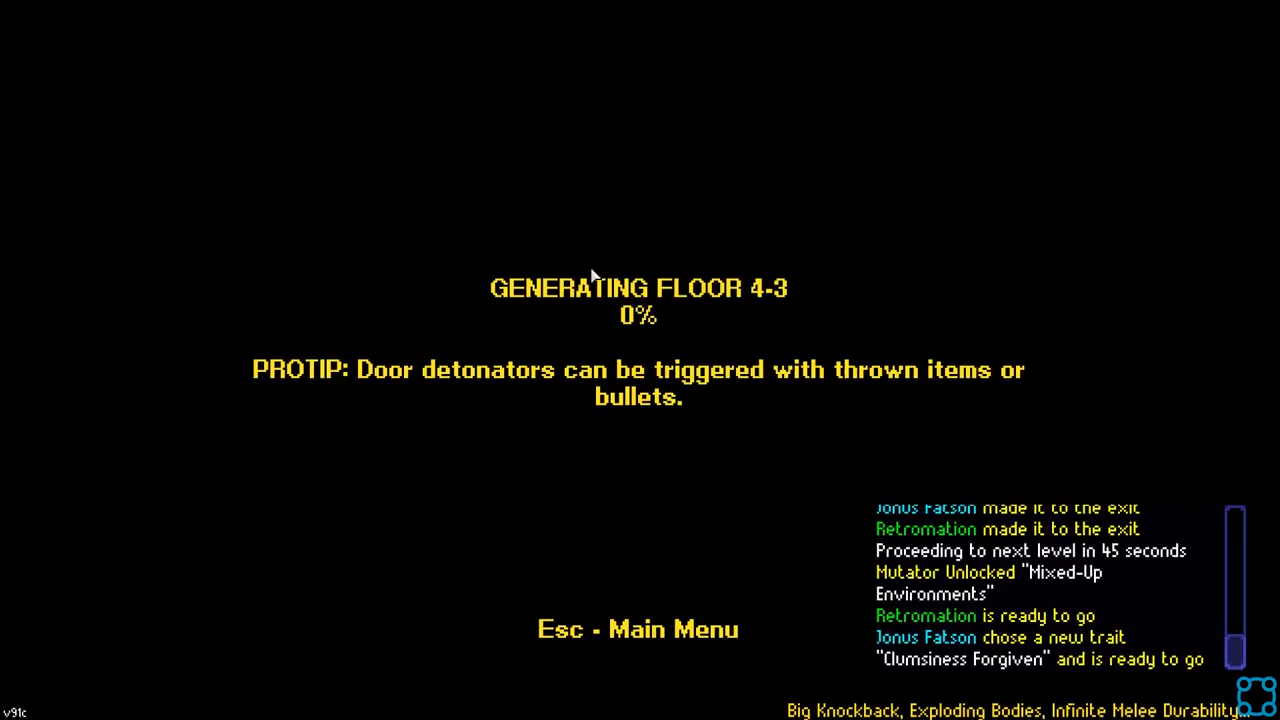 GENERATING FLOOR 4-3
0%
PROTIP: Door detonators can be triggered with thrown items or
bullets.
Jonus Fatson made it to the exit
Retromation made it to the exit
Proceeding to next level in 45 seconds
Mutator Unlocked "Mixed-Up
Environments"
Retromation is ready to go
Jonus Fatson chose a new trait
"Clumsiness Forgiven" and is ready to go
Esc - Main Menu
v91c
Big Knockback, Exploding Bodies, Infinite Melee Durability,